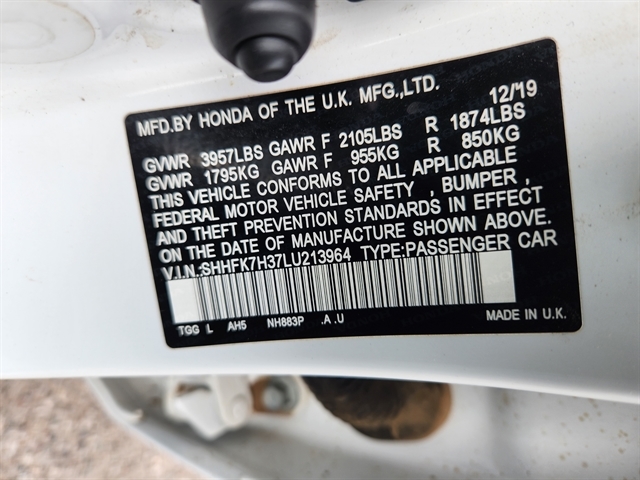 MFD.BY HONDA OF THE U.K. MFG.,LTD. 12/19
GVWR 3957LBS GAWR F 2105LBS R 1874LBS
GVWR 1795KG GAWR F 955KG R 850KG
THIS VEHICLE CONFORMS TO ALL APPLICABLE
FEDERAL MOTOR VEHICLE SAFETY , BUMPER ,
AND THEFT PREVENTION STANDARDS IN EFFECT
ON THE DATE OF MANUFACTURE SHOWN ABOVE.
V.I.N.:SHHFK7H37LU213964 TYPE:PASSENGER CAR
TGG L AH5 NH883P .A .U MADE IN U.K.